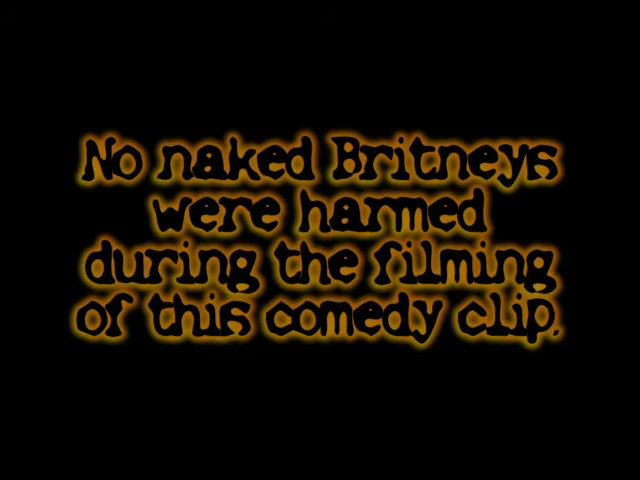 No naked Britneys
were harmed
during the filming
of this comedy clip.